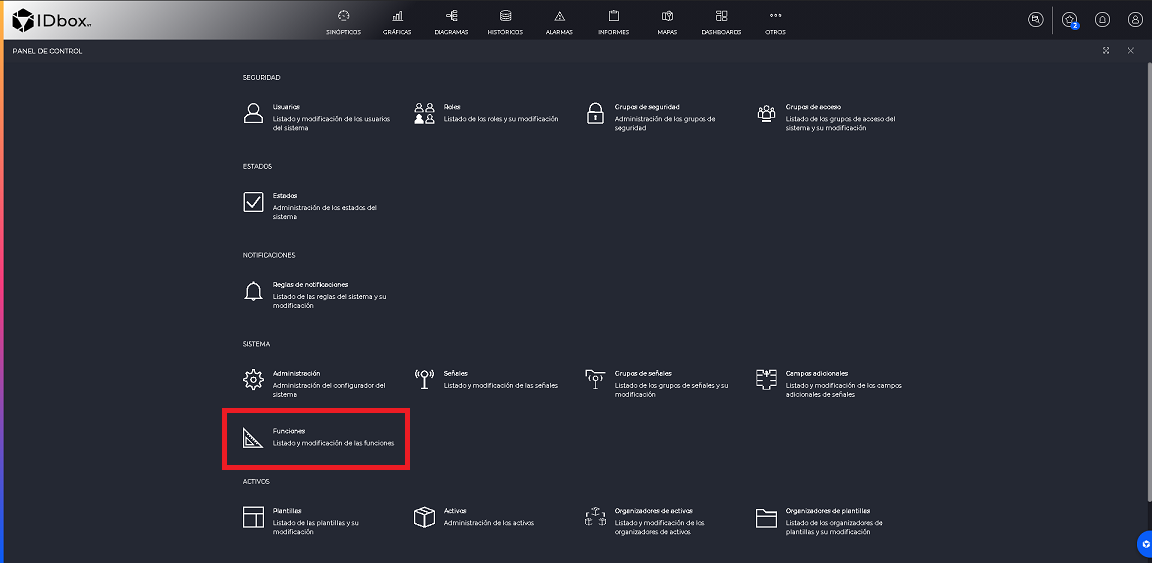 IDbox
SINÓPTICOS
GRÁFICAS
DIAGRAMAS
HISTÓRICOS
ALARMAS
INFORMES
MAPAS
DASHBOARDS
OTROS
2
PANEL DE CONTROL
SEGURIDAD
Usuarios
Listado y modificación de los usuarios
del sistema
Roles
Listado de los roles y su modificación
Grupos de seguridad
Administración de los grupos de
seguridad
Grupos de acceso
Listado de los grupos de acceso del
sistema y su modificación
ESTADOS
Estados
Administración de los estados del
sistema
NOTIFICACIONES
Reglas de notificaciones
Listado de las reglas del sistema y su
modificación
SISTEMA
Administración
Administración del configurador del
sistema
Señales
Listado y modificación de las señales
Grupos de señales
Listado de los grupos de señales y su
modificación
Campos adicionales
Listado y modificación de los campos
adicionales de señales
Funciones
Listado y modificación de las funciones
ACTIVOS
Plantillas
Listado de las plantillas y su
modificación
Activos
Administración de los activos
Organizadores de activos
Listado y modificación de los
organizadores de activos
Organizadores de plantillas
Listado de los organizadores de
plantillas y su modificación